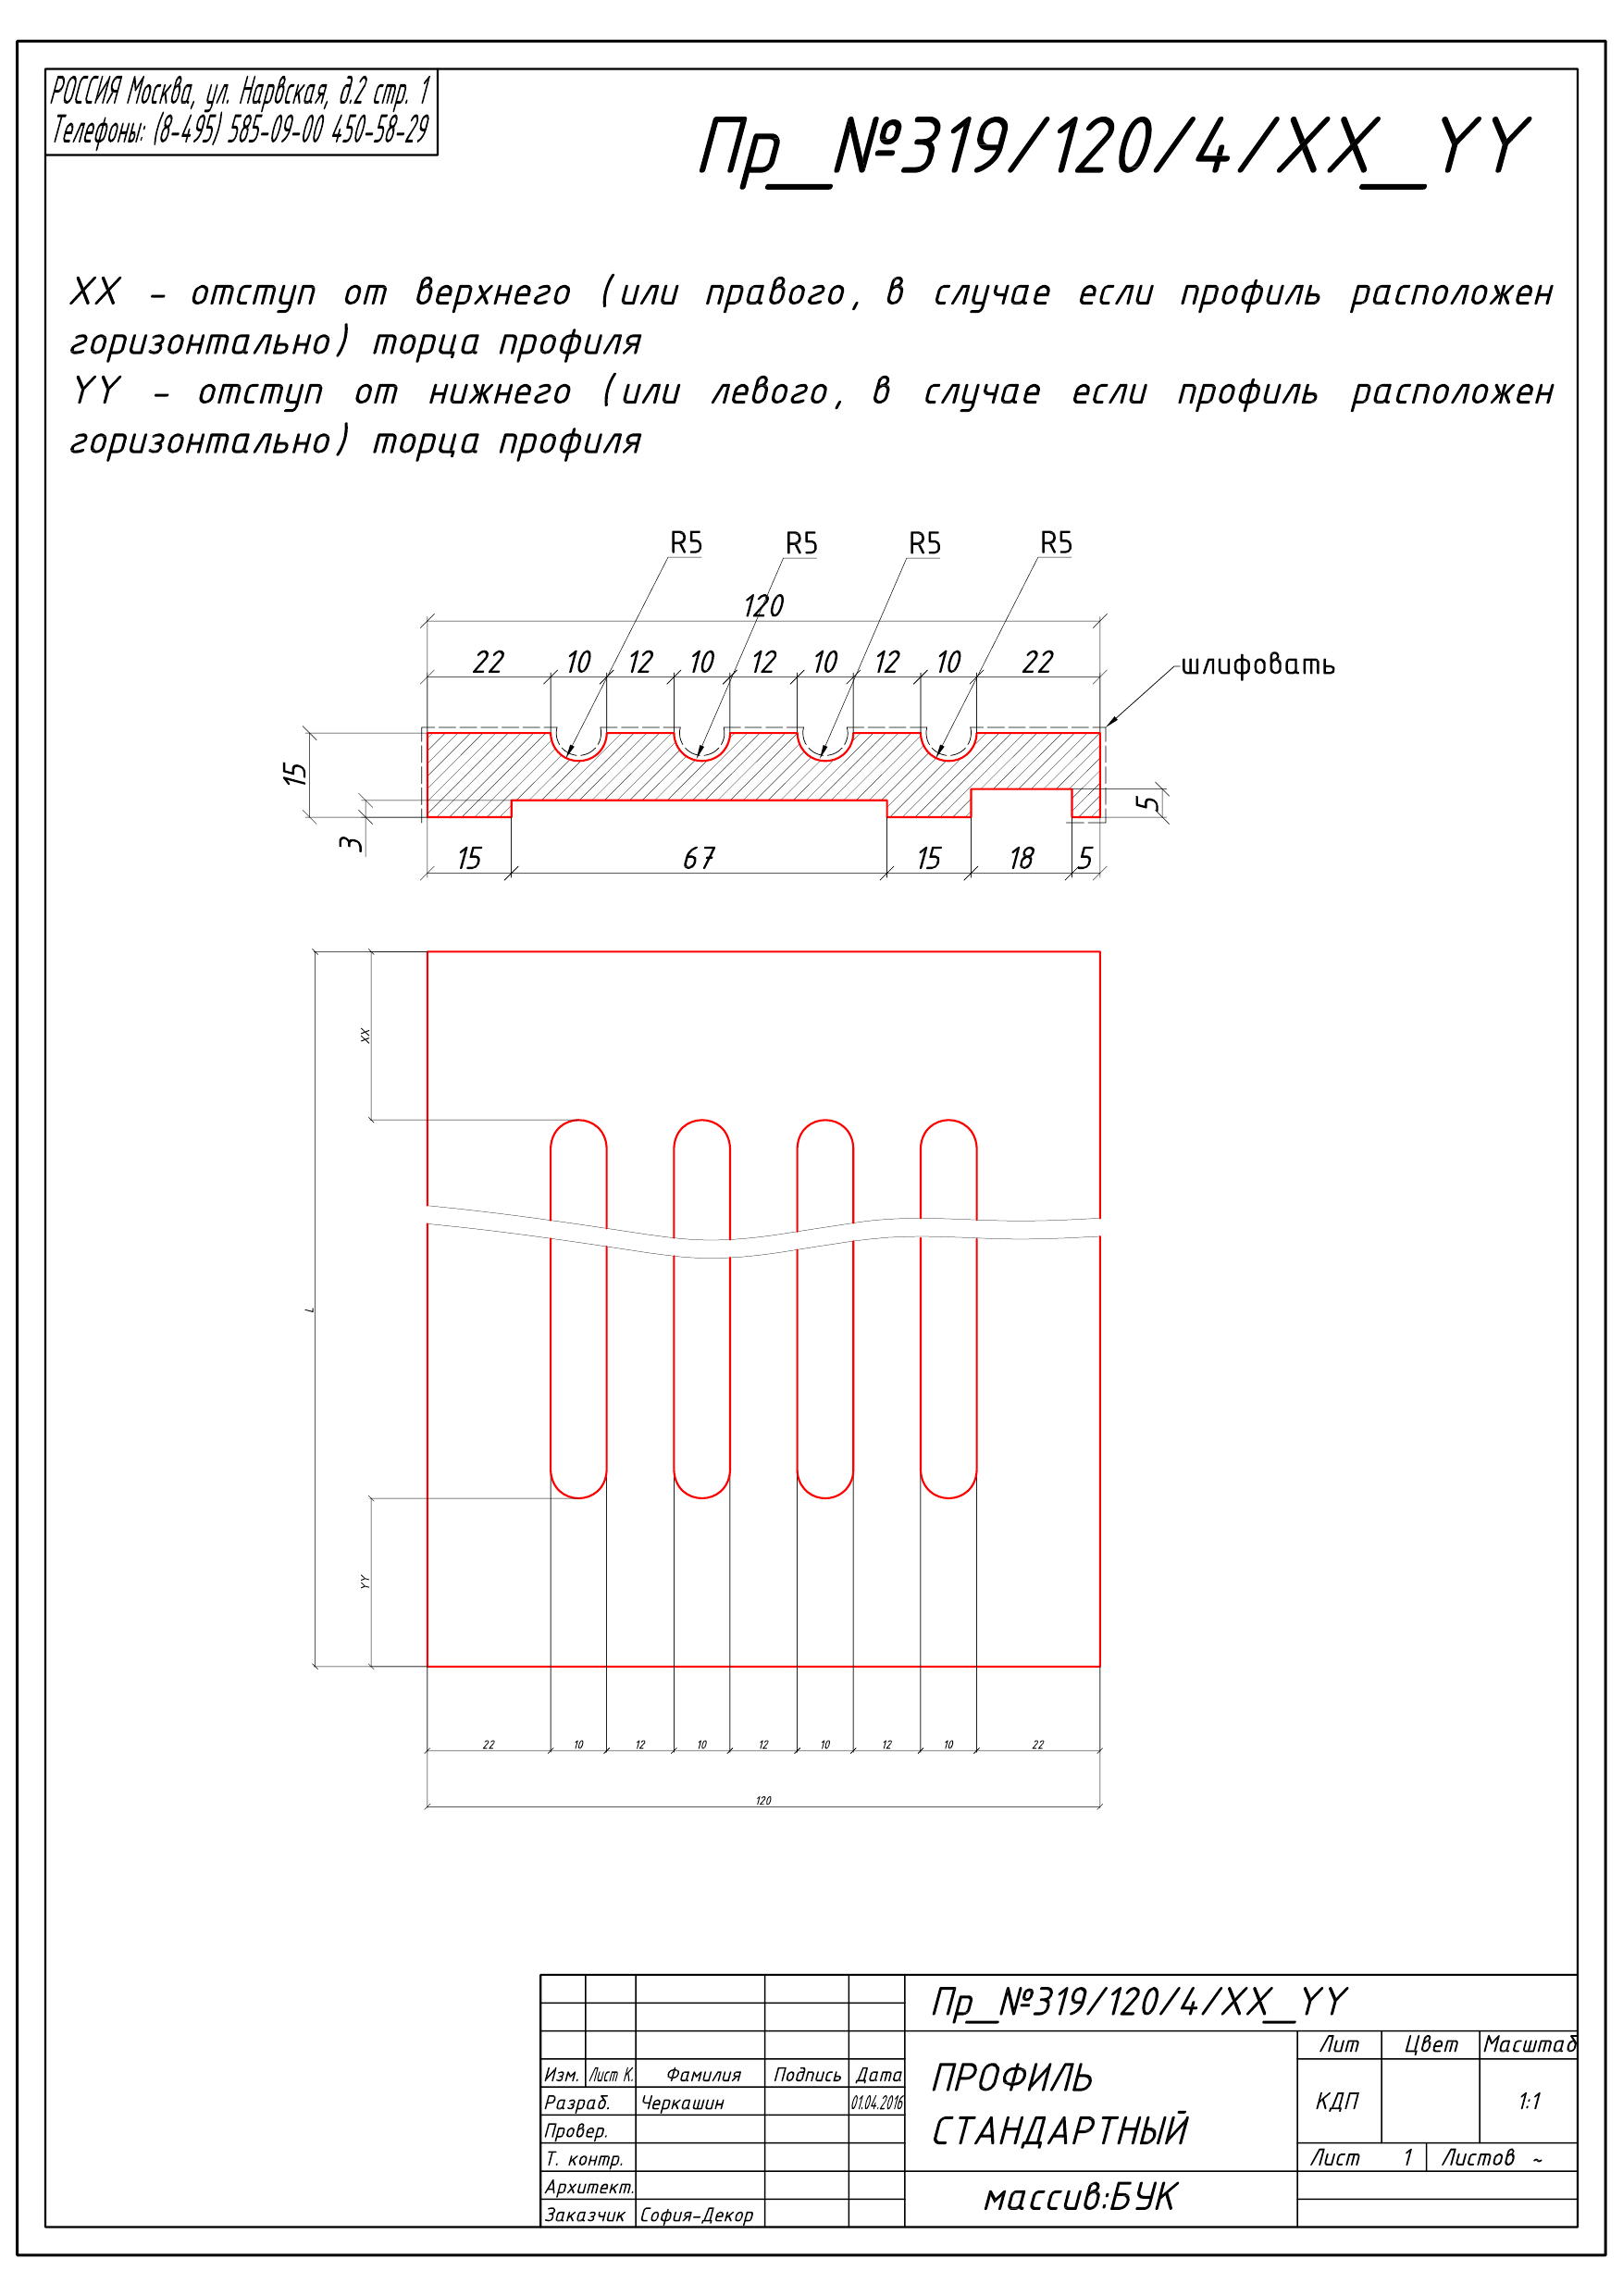 РОССИЯ Москва, ул. Нарвская, д.2 стр. 1
Телефоны: (8-495) 585-09-00 450-58-29
Пр__№319/120/4/XX__YY
XX - отступ от верхнего (или правого, в случае если профиль расположен
горизонтально) торца профиля
YY - отступ от нижнего (или левого, в случае если профиль расположен
горизонтально) торца профиля
R5 R5 R5 R5
120
22 10 12 10 12 10 12 10 22
шлифовать
15
3
5
15 67 15 18 5
XX
L
YY
22 10 12 10 12 10 12 10 22
120
Пр__№319/120/4/XX__YY
Лит Цвет Масштаб
Изм. Лист К. Фамилия Подпись Дата
ПРОФИЛЬ
СТАНДАРТНЫЙ
КДП 1:1
Разраб. Черкашин 01.04.2016
Провер.
Т. контр.
Лист 1 Листов ~
Архитект.
массив:БУК
Заказчик София-Декор